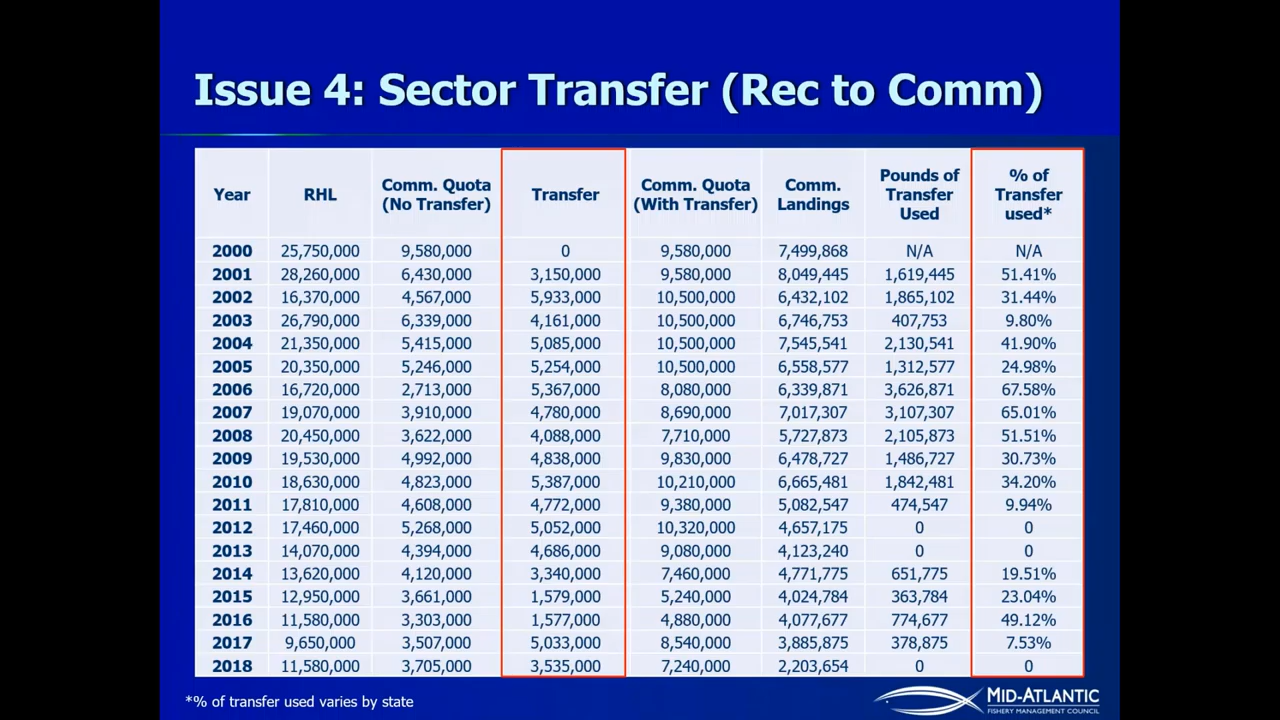 Issue 4: Sector Transfer (Rec to Comm)
Year RHL Comm. Quota (No Transfer) Transfer Comm. Quota (With Transfer) Comm. Landings Pounds of Transfer Used % of Transfer used*
2000 25,750,000 9,580,000 0 9,580,000 7,499,868 N/A N/A
2001 28,260,000 6,430,000 3,150,000 9,580,000 8,049,445 1,619,445 51.41%
2002 16,370,000 4,567,000 5,933,000 10,500,000 6,432,102 1,865,102 31.44%
2003 26,790,000 6,339,000 4,161,000 10,500,000 6,746,753 407,753 9.80%
2004 21,350,000 5,415,000 5,085,000 10,500,000 7,545,541 2,130,541 41.90%
2005 20,350,000 5,246,000 5,254,000 10,500,000 6,558,577 1,312,577 24.98%
2006 16,720,000 2,713,000 5,367,000 8,080,000 6,339,871 3,626,871 67.58%
2007 19,070,000 3,910,000 4,780,000 8,690,000 7,017,307 3,107,307 65.01%
2008 20,450,000 3,622,000 4,088,000 7,710,000 5,727,873 2,105,873 51.51%
2009 19,530,000 4,992,000 4,838,000 9,830,000 6,478,727 1,486,727 30.73%
2010 18,630,000 4,823,000 5,387,000 10,210,000 6,665,481 1,842,481 34.20%
2011 17,810,000 4,608,000 4,772,000 9,380,000 5,082,547 474,547 9.94%
2012 17,460,000 5,268,000 5,052,000 10,320,000 4,657,175 0 0
2013 14,070,000 4,394,000 4,686,000 9,080,000 4,123,240 0 0
2014 13,620,000 4,120,000 3,340,000 7,460,000 4,771,775 651,775 19.51%
2015 12,950,000 3,661,000 1,579,000 5,240,000 4,024,784 363,784 23.04%
2016 11,580,000 3,303,000 1,577,000 4,880,000 4,077,677 774,677 49.12%
2017 9,650,000 3,507,000 5,033,000 8,540,000 3,885,875 378,875 7.53%
2018 11,580,000 3,705,000 3,535,000 7,240,000 2,203,654 0 0
*% of transfer used varies by state
MID-ATLANTIC
FISHERY MANAGEMENT COUNCIL